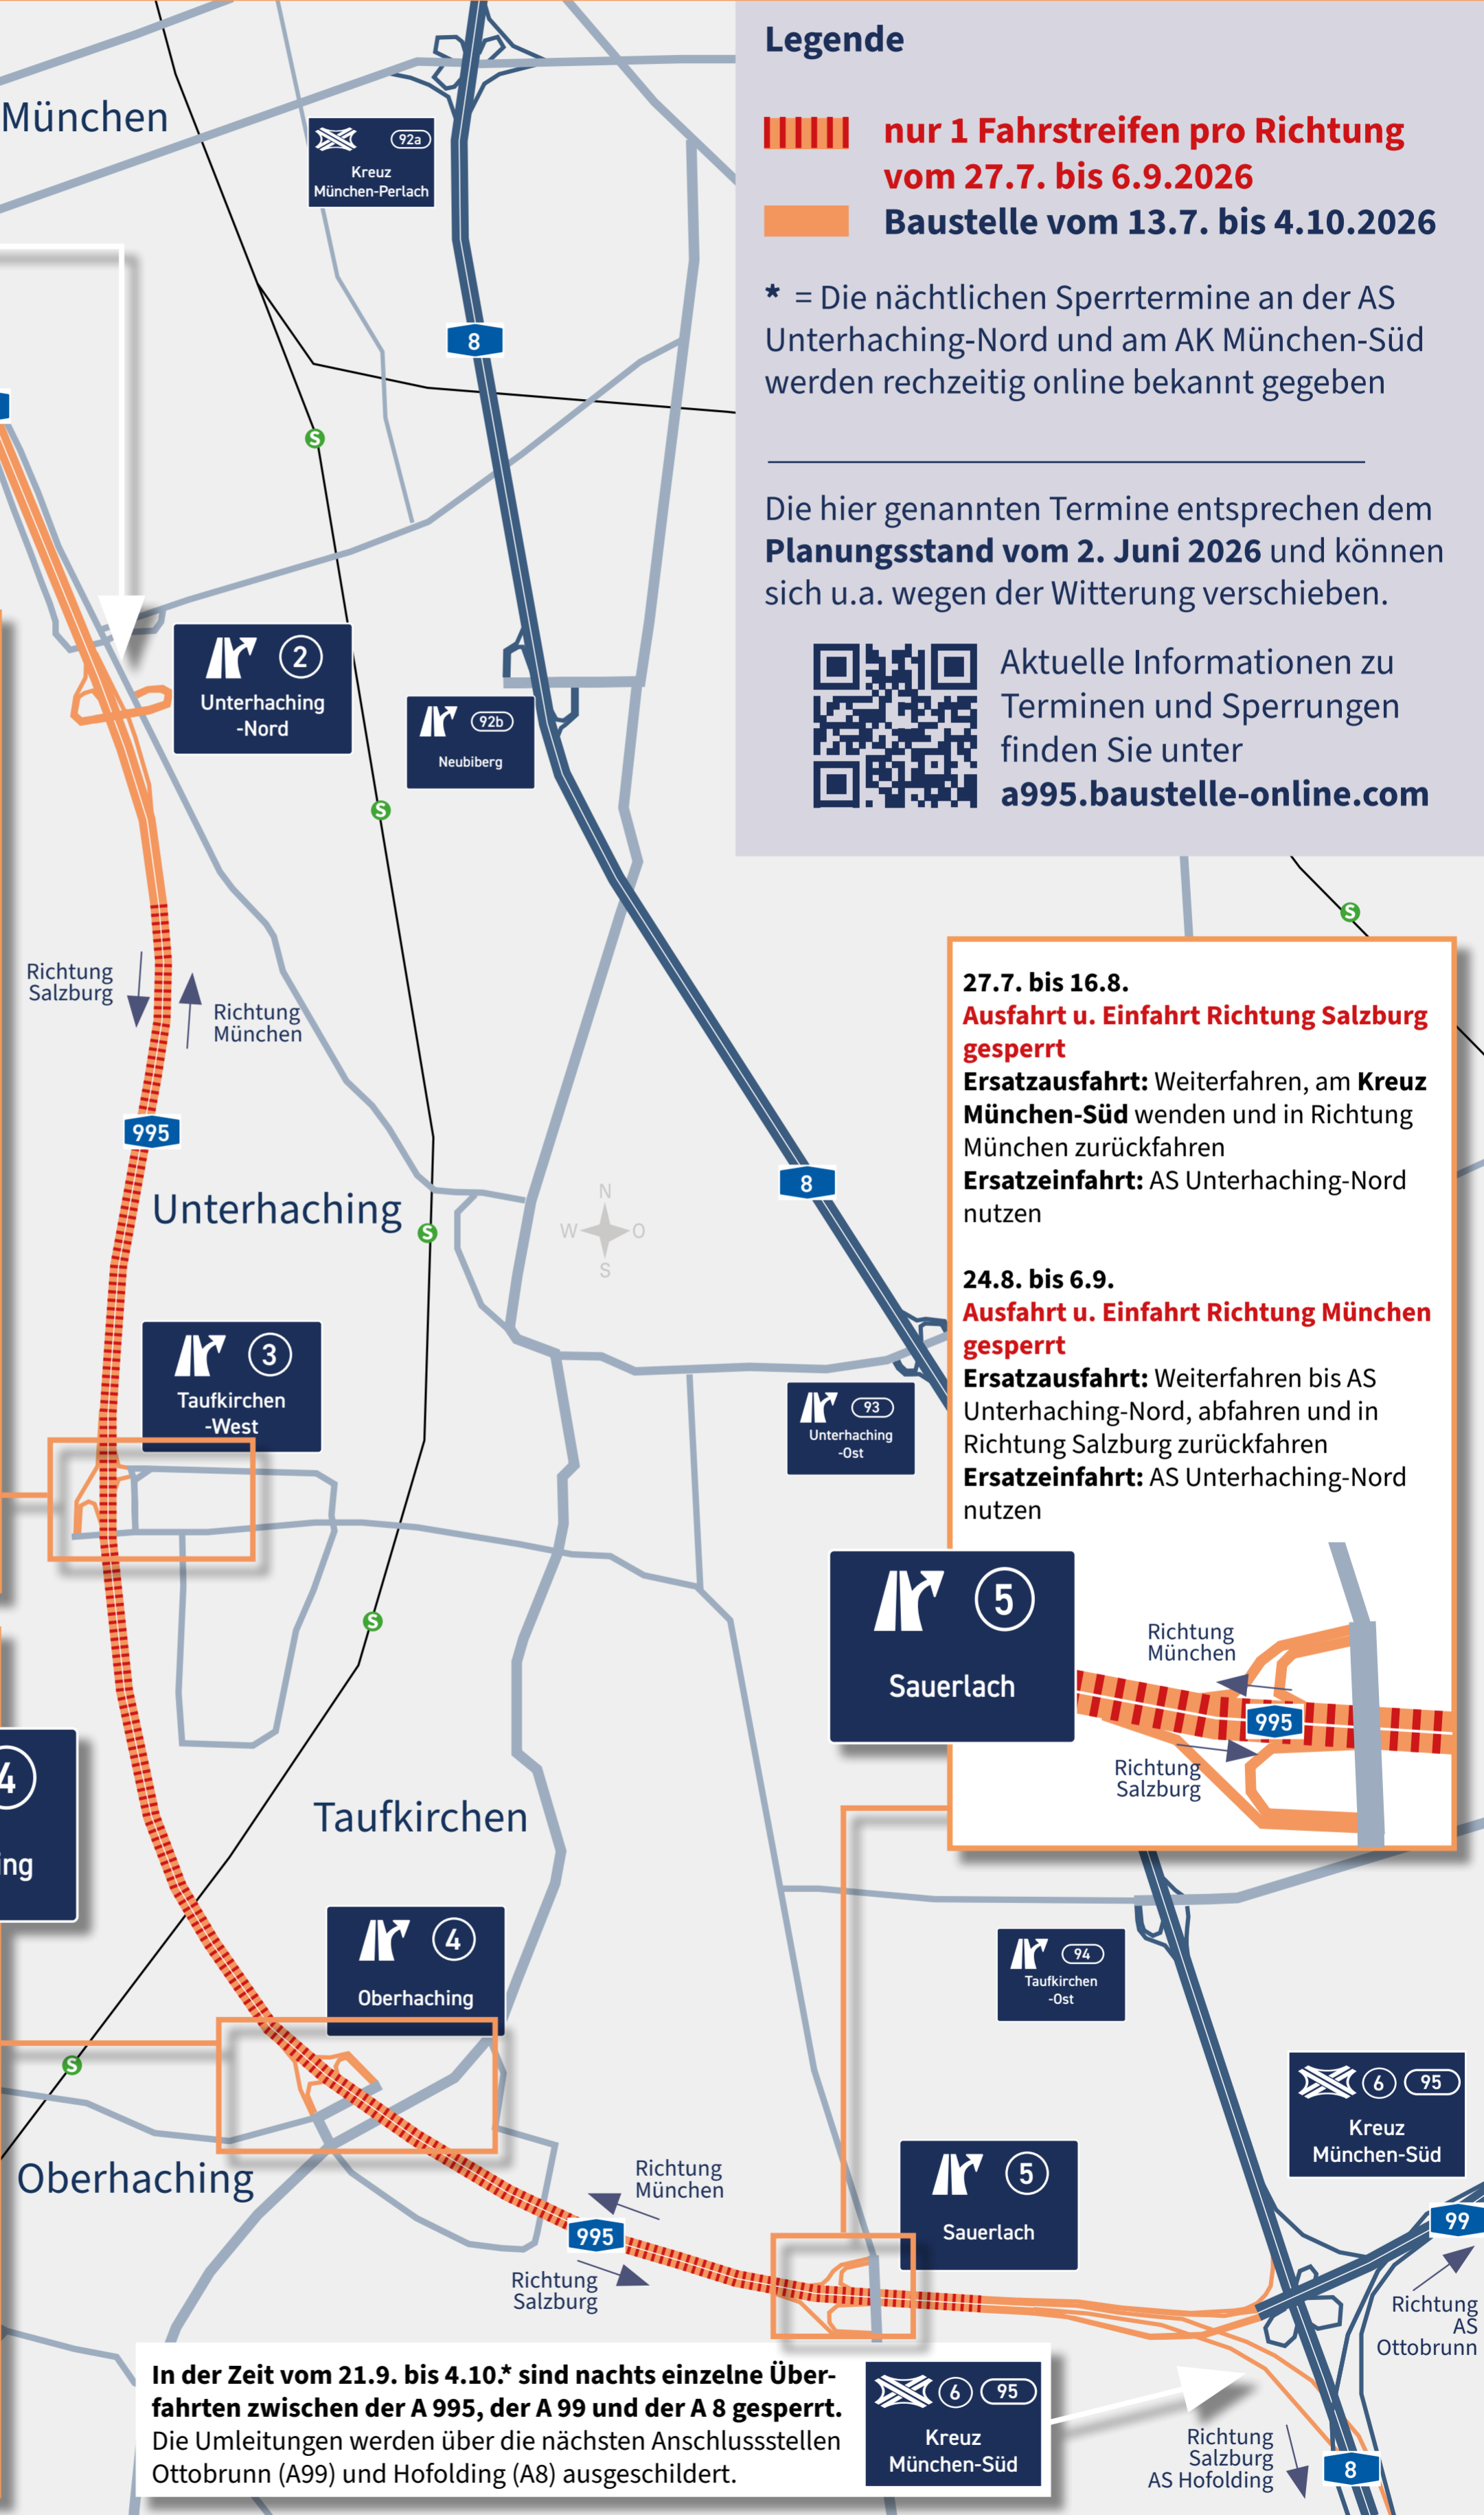 Legende
nur 1 Fahrstreifen pro Richtung
vom 27.7. bis 6.9.2026
Baustelle vom 13.7. bis 4.10.2026
* = Die nächtlichen Sperrtermine an der AS
Unterhaching-Nord und am AK München-Süd
werden rechzeitig online bekannt gegeben
Die hier genannten Termine entsprechen dem
Planungsstand vom 2. Juni 2026 und können
sich u.a. wegen der Witterung verschieben.
Aktuelle Informationen zu
Terminen und Sperrungen
finden Sie unter
a995.baustelle-online.com
München
92a
Kreuz
München-Perlach
8
S
2
Unterhaching
-Nord
92b
Neubiberg
S
S
Richtung
Salzburg
Richtung
München
995
Unterhaching
S
N
W
O
S
8
3
Taufkirchen
-West
93
Unterhaching
-Ost
27.7. bis 16.8.
Ausfahrt u. Einfahrt Richtung Salzburg
gesperrt
Ersatzausfahrt: Weiterfahren, am Kreuz
München-Süd wenden und in Richtung
München zurückfahren
Ersatzeinfahrt: AS Unterhaching-Nord
nutzen
24.8. bis 6.9.
Ausfahrt u. Einfahrt Richtung München
gesperrt
Ersatzausfahrt: Weiterfahren bis AS
Unterhaching-Nord, abfahren und in
Richtung Salzburg zurückfahren
Ersatzeinfahrt: AS Unterhaching-Nord
nutzen
5
Sauerlach
Richtung
München
995
Richtung
Salzburg
S
4
ing
Taufkirchen
4
Oberhaching
94
Taufkirchen
-Ost
S
6
95
Kreuz
München-Süd
Oberhaching
Richtung
München
995
Richtung
Salzburg
5
Sauerlach
99
Richtung
AS
Ottobrunn
In der Zeit vom 21.9. bis 4.10.* sind nachts einzelne Über-
fahrten zwischen der A 995, der A 99 und der A 8 gesperrt.
Die Umleitungen werden über die nächsten Anschlussstellen
Ottobrunn (A99) und Hofolding (A8) ausgeschildert.
6
95
Kreuz
München-Süd
Richtung
Salzburg
AS Hofolding
8